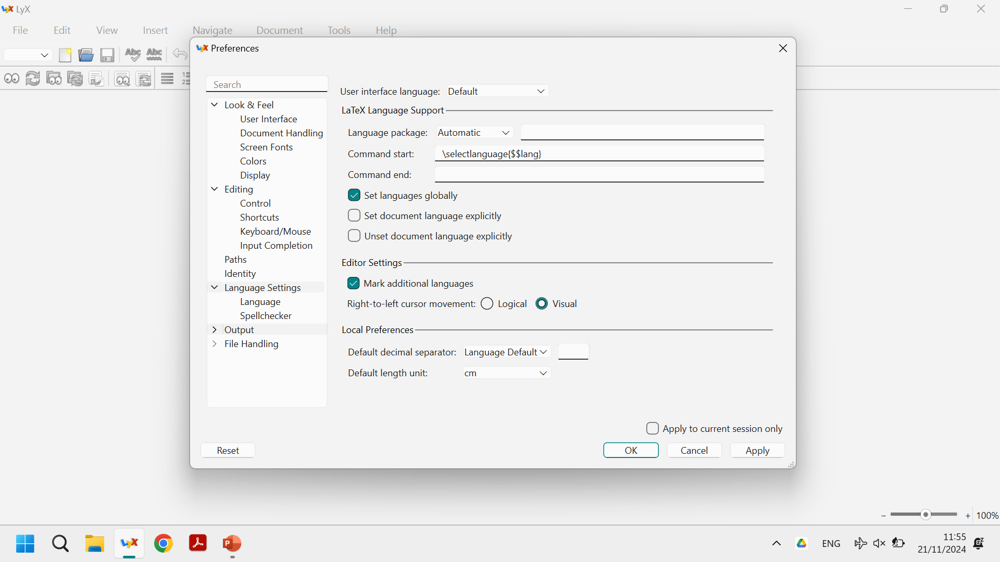 LyX
File Edit View Insert Navigate Document Tools Help
Preferences
Search
Look & Feel
User Interface
Document Handling
Screen Fonts
Colors
Display
Editing
Control
Shortcuts
Keyboard/Mouse
Input Completion
Paths
Identity
Language Settings
Language
Spellchecker
Output
File Handling
User interface language: Default
LaTeX Language Support
Language package: Automatic
Command start: \selectlanguage{$$lang}
Command end:
Set languages globally
Set document language explicitly
Unset document language explicitly
Editor Settings
Mark additional languages
Right-to-left cursor movement: Logical Visual
Local Preferences
Default decimal separator: Language Default
Default length unit: cm
Apply to current session only
Reset OK Cancel Apply
− + 100%
ENG
11:55
21/11/2024